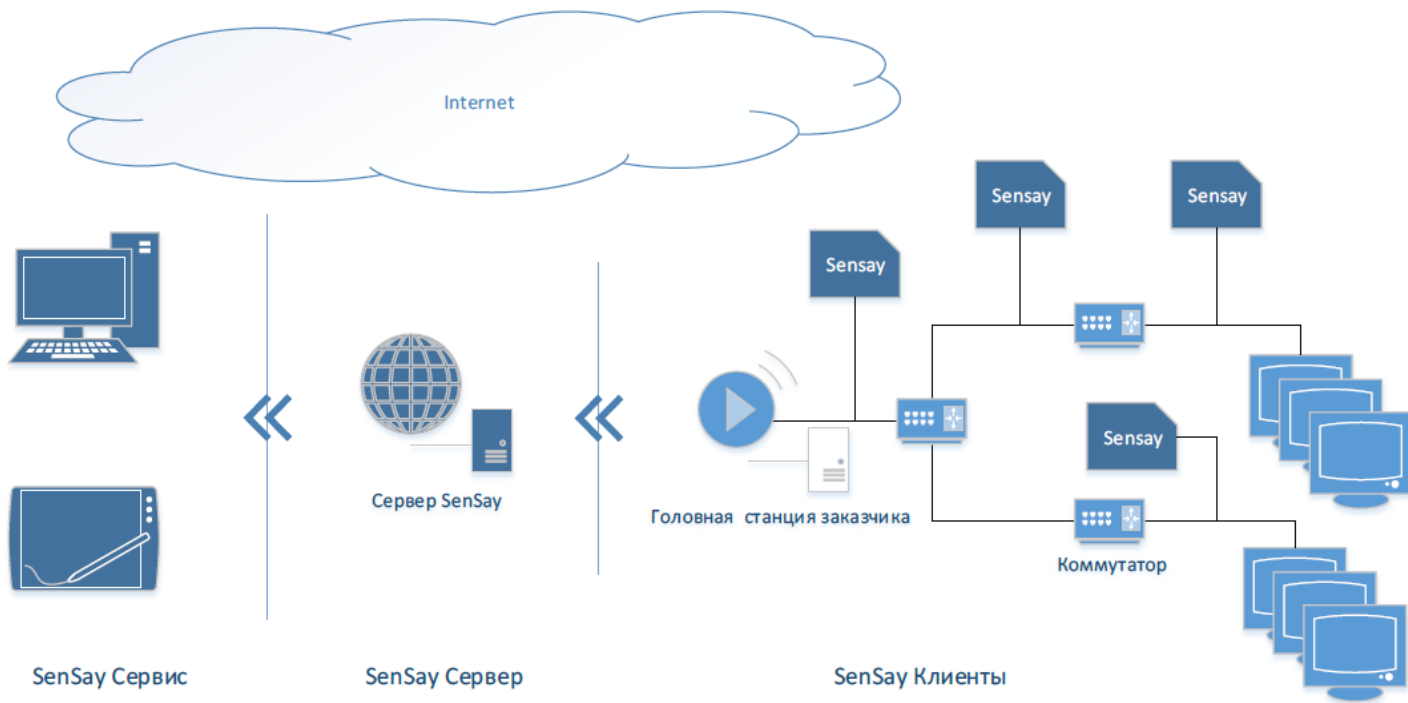 Internet
Sensay
Sensay
Sensay
Sensay
Сервер SenSay
Головная станция заказчика
Коммутатор
SenSay Сервис
SenSay Сервер
SenSay Клиенты